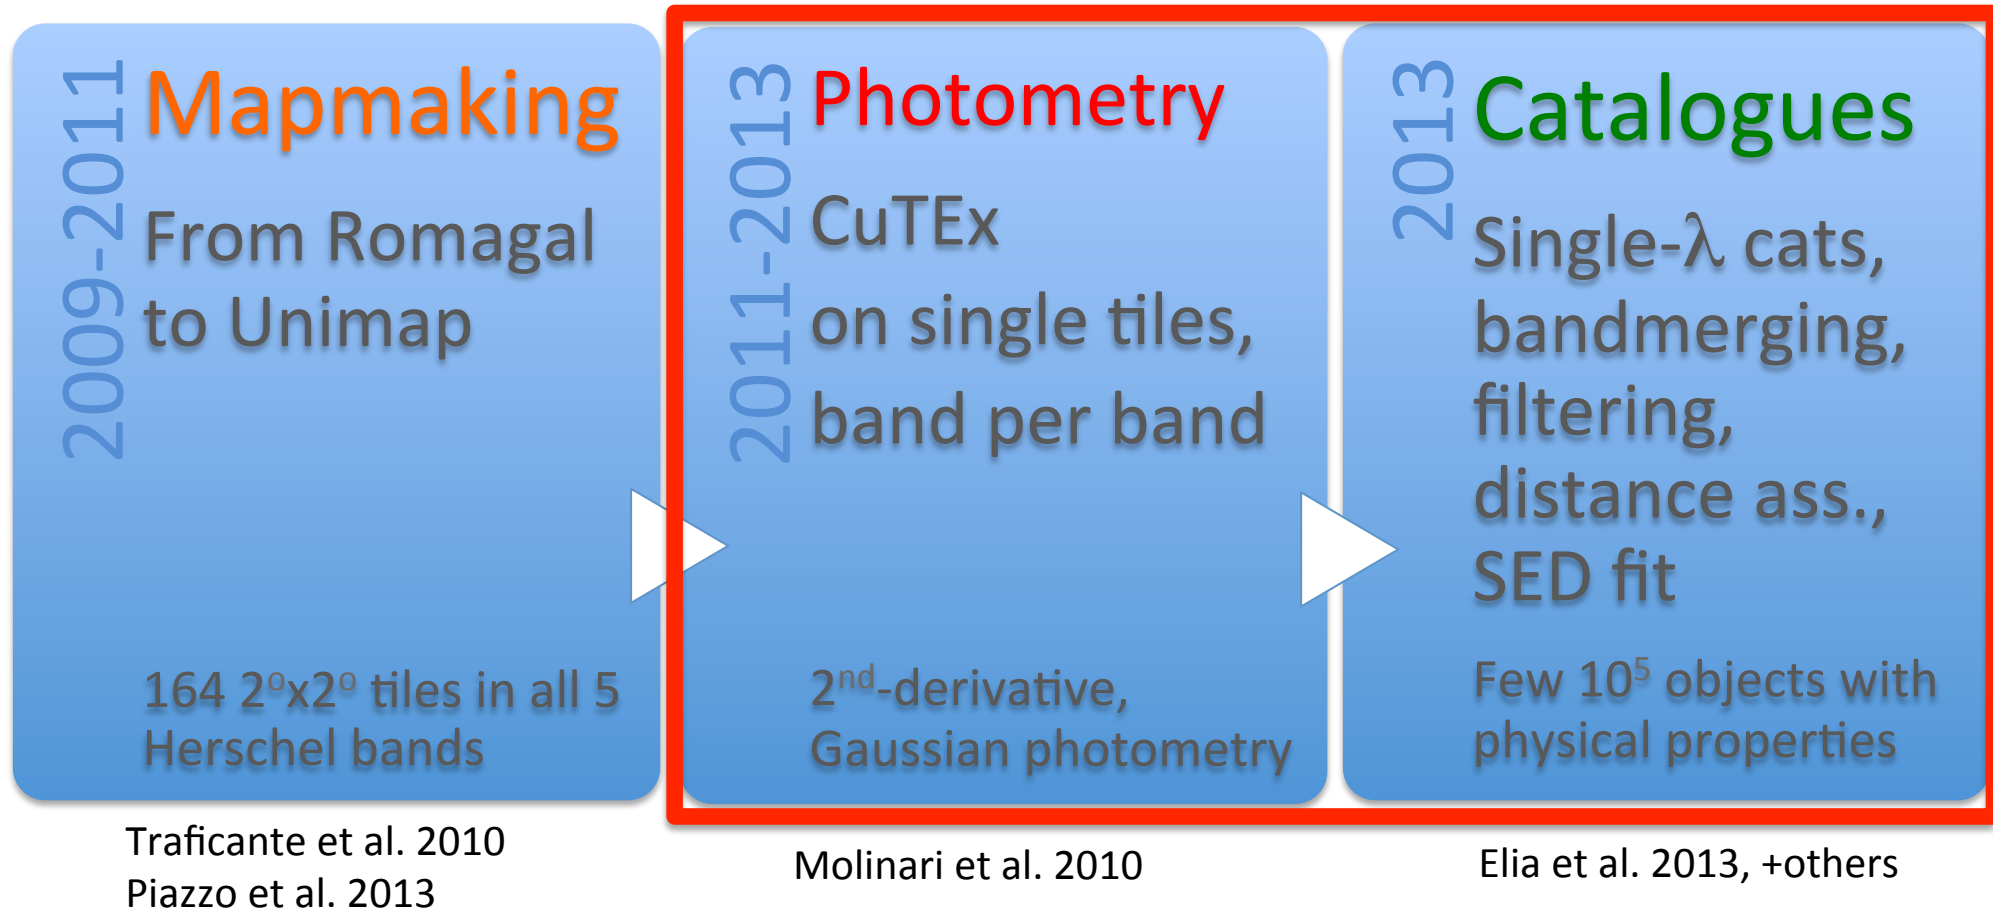 2009-2011
Mapmaking
From Romagal
to Unimap
164 2ºx2º tiles in all 5
Herschel bands
Traficante et al. 2010
Piazzo et al. 2013
2011-2013
Photometry
CuTEx
on single tiles,
band per band
2nd-derivative,
Gaussian photometry
Molinari et al. 2010
2013
Catalogues
Single-λ cats,
bandmerging,
filtering,
distance ass.,
SED fit
Few 10⁵ objects with
physical properties
Elia et al. 2013, +others